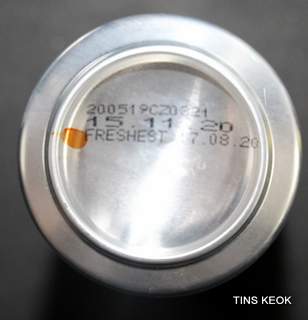 200519CZ0221
15.11.20
FRESHEST 17.08.20
TINS KEOK